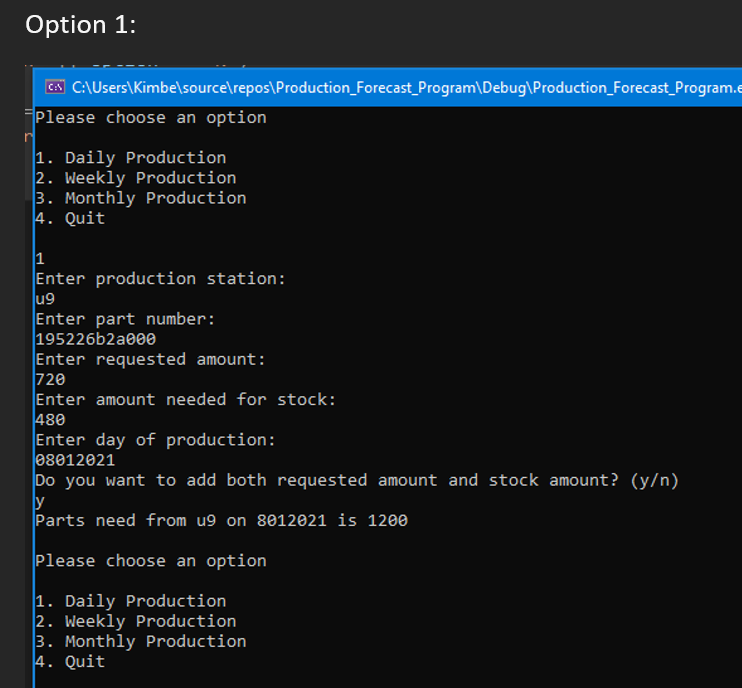 Option 1:
C:\Users\Kimbe\source\repos\Production_Forecast_Program\Debug\Production_Forecast_Program.e
Please choose an option
1. Daily Production
2. Weekly Production
3. Monthly Production
4. Quit
1
Enter production station:
u9
Enter part number:
195226b2a000
Enter requested amount:
720
Enter amount needed for stock:
480
Enter day of production:
08012021
Do you want to add both requested amount and stock amount? (y/n)
y
Parts need from u9 on 8012021 is 1200
Please choose an option
1. Daily Production
2. Weekly Production
3. Monthly Production
4. Quit